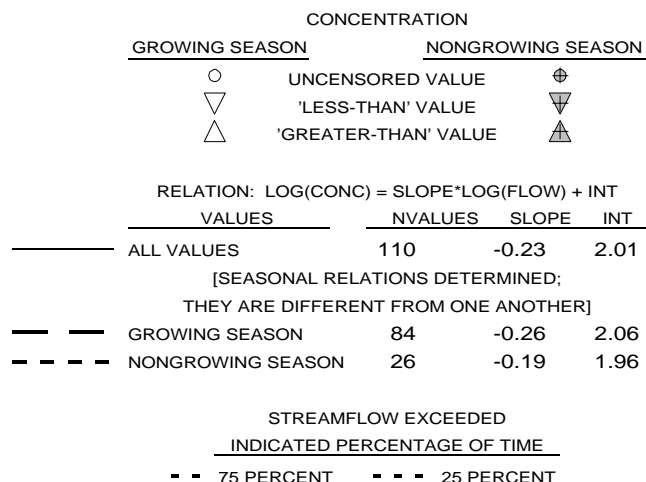 CONCENTRATION
GROWING SEASON NONGROWING SEASON
UNCENSORED VALUE
'LESS-THAN' VALUE
'GREATER-THAN' VALUE
RELATION: LOG(CONC) = SLOPE*LOG(FLOW) + INT
VALUES NVALUES SLOPE INT
ALL VALUES 110 -0.23 2.01
[SEASONAL RELATIONS DETERMINED;
THEY ARE DIFFERENT FROM ONE ANOTHER]
GROWING SEASON 84 -0.26 2.06
NONGROWING SEASON 26 -0.19 1.96
STREAMFLOW EXCEEDED
INDICATED PERCENTAGE OF TIME
75 PERCENT 25 PERCENT